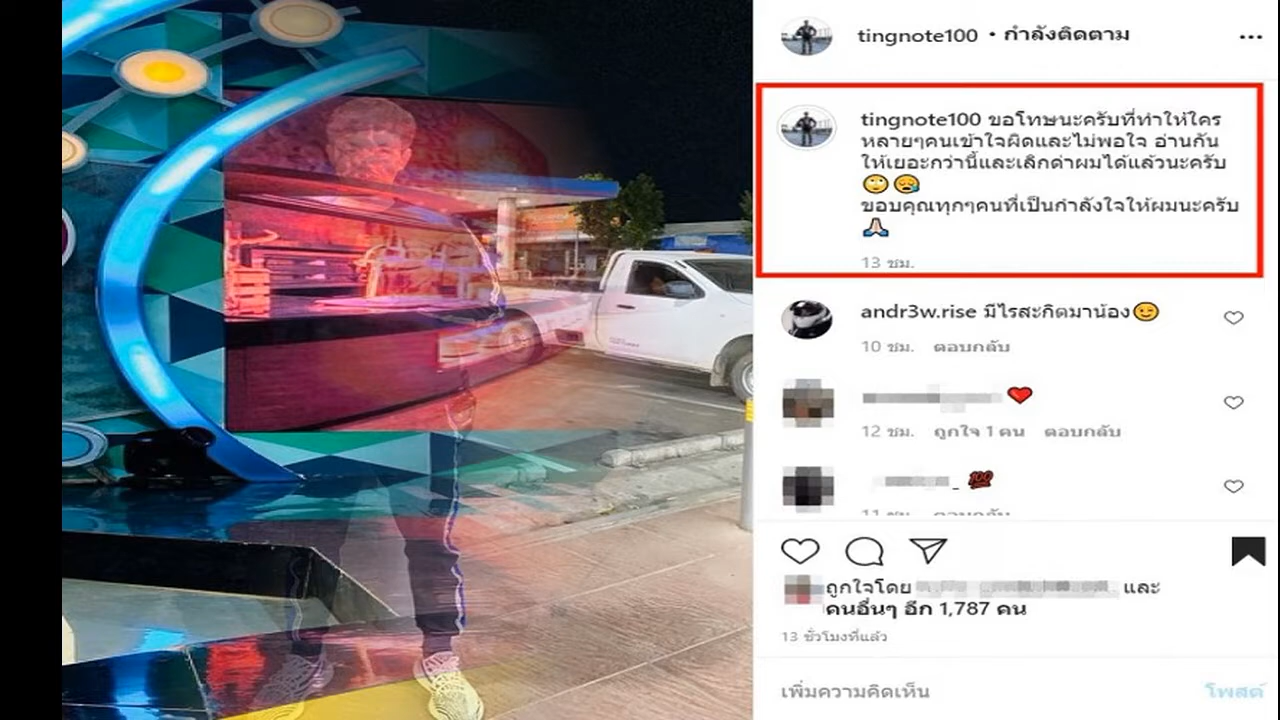 tingnote100 • กำลังติดตาม
tingnote100 ขอโทษนะครับที่ทำให้ใคร
หลายๆคนเข้าใจผิดและไม่พอใจ อ่านกัน
ให้เยอะกว่านี้และเลิกด่าผมได้แล้วนะครับ
🙄😪
ขอบคุณทุกๆคนที่เป็นกำลังใจให้ผมนะครับ
🙏🏻
13 ชม.
andr3w.rise มีไรสะกิดมาน้อง😉
10 ชม. ตอบกลับ
❤️
12 ชม. ถูกใจ 1 คน ตอบกลับ
💯
11 ชม. ตอบกลับ
ถูกใจโดย และ
คนอื่นๆ อีก 1,787 คน
13 ชั่วโมงที่แล้ว
เพิ่มความคิดเห็น
โพสต์